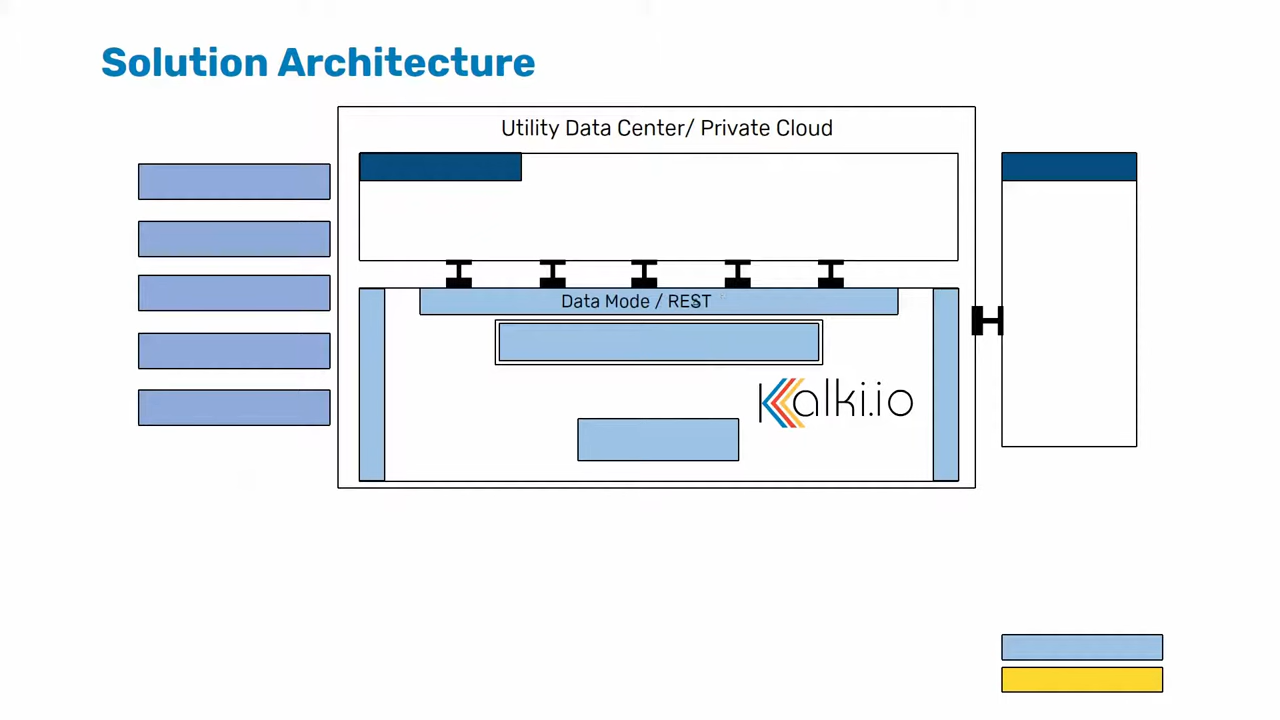 Solution Architecture
Utility Data Center/ Private Cloud
Data Mode / REST
Kalki.io